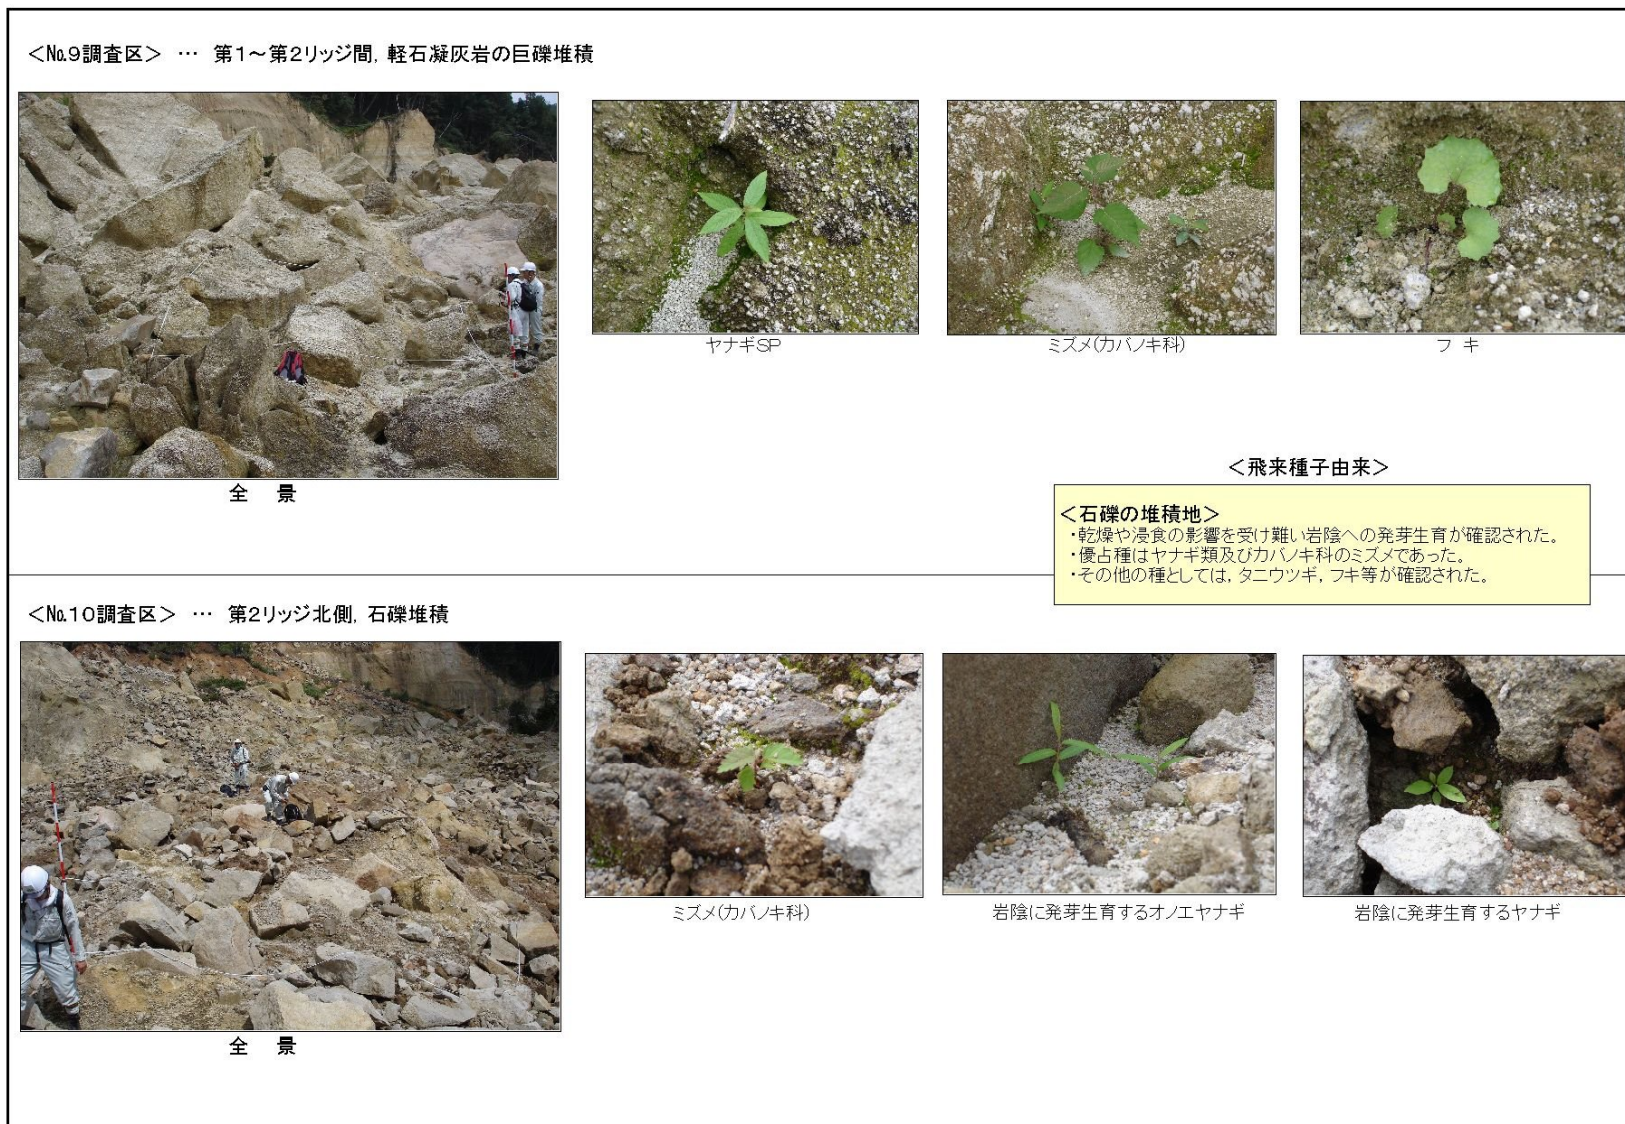 ＜№9調査区＞ … 第1～第2リッジ間, 軽石凝灰岩の巨礫堆積
ヤナギSP
ミズメ(カバノキ科)
フ キ
全 景
＜飛来種子由来＞
＜石礫の堆積地＞
・乾燥や浸食の影響を受け難い岩陰への発芽生育が確認された。
・優占種はヤナギ類及びカバノキ科のミズメであった。
・その他の種としては, タニウツギ, フキ等が確認された。
＜№10調査区＞ … 第2リッジ北側, 石礫堆積
ミズメ(カバノキ科)
岩陰に発芽生育するオノエヤナギ
岩陰に発芽生育するヤナギ
全 景